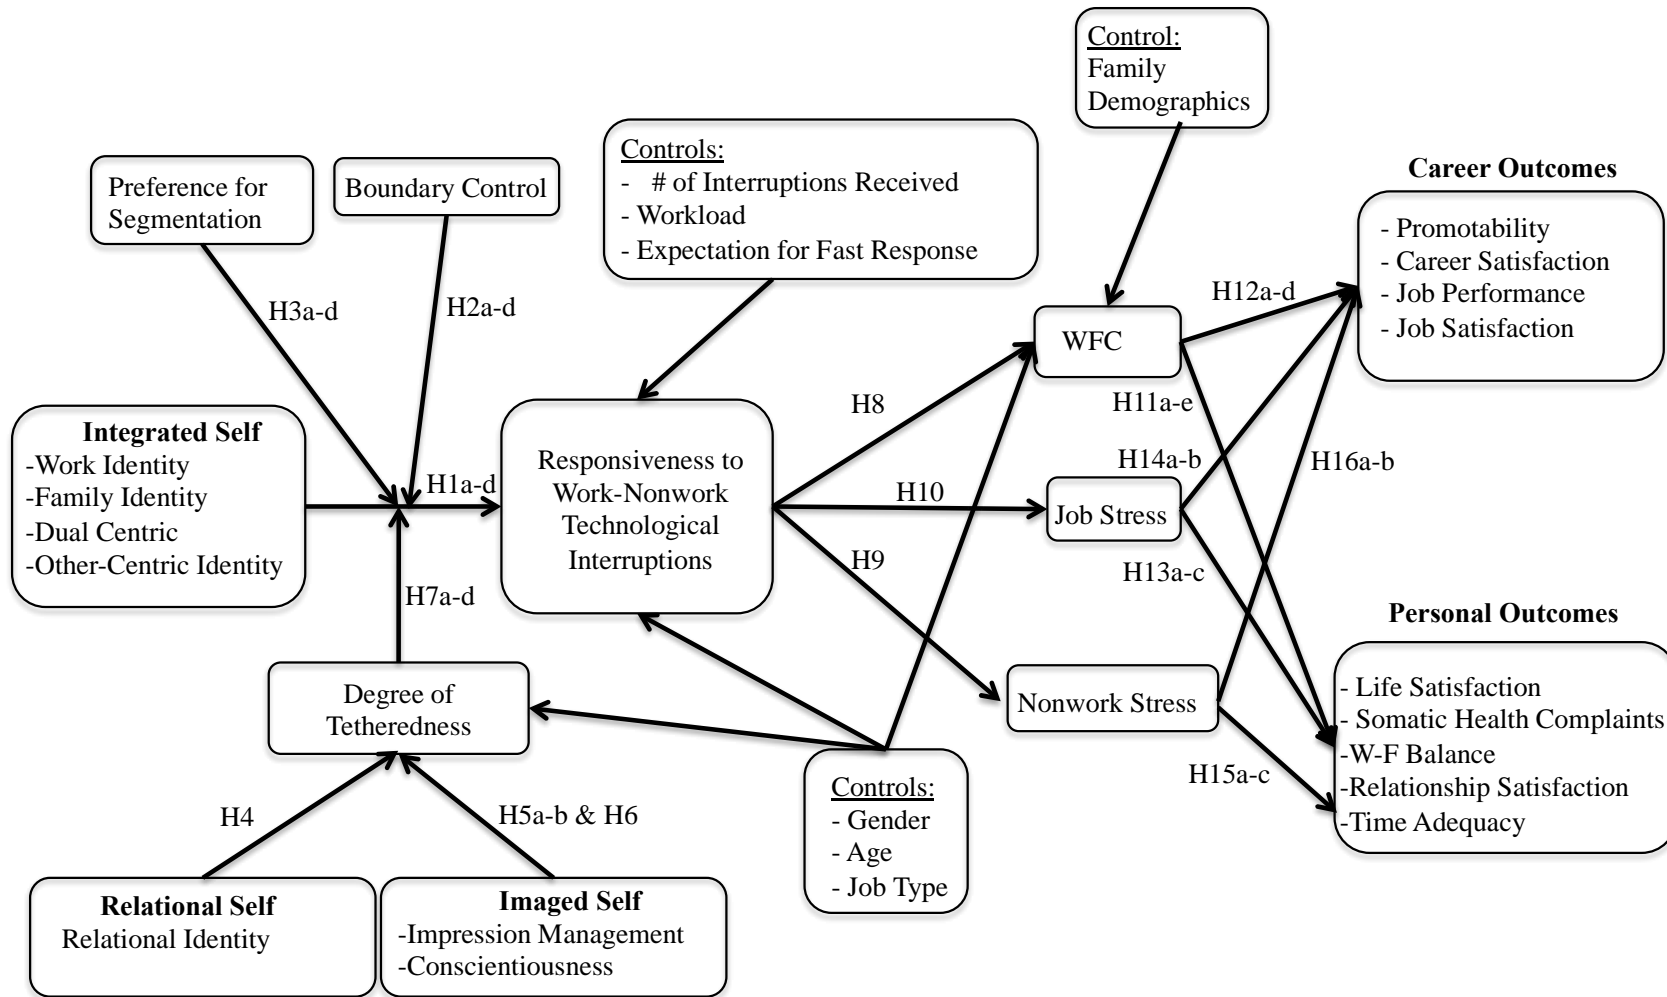 Control:
Family
Demographics
Controls:
- # of Interruptions Received
- Workload
- Expectation for Fast Response
Preference for
Segmentation
Boundary Control
Career Outcomes
- Promotability
- Career Satisfaction
- Job Performance
- Job Satisfaction
H3a-d
H2a-d
H12a-d
WFC
H8
H11a-e
Integrated Self
-Work Identity
-Family Identity
-Dual Centric
-Other-Centric Identity
H1a-d
Responsiveness to
Work-Nonwork
Technological
Interruptions
H14a-b
H16a-b
H10
Job Stress
H9
H13a-c
H7a-d
Personal Outcomes
- Life Satisfaction
- Somatic Health Complaints
-W-F Balance
-Relationship Satisfaction
-Time Adequacy
Degree of
Tetheredness
Nonwork Stress
H15a-c
Controls:
- Gender
- Age
- Job Type
H4
H5a-b & H6
Relational Self
Relational Identity
Imaged Self
-Impression Management
-Conscientiousness